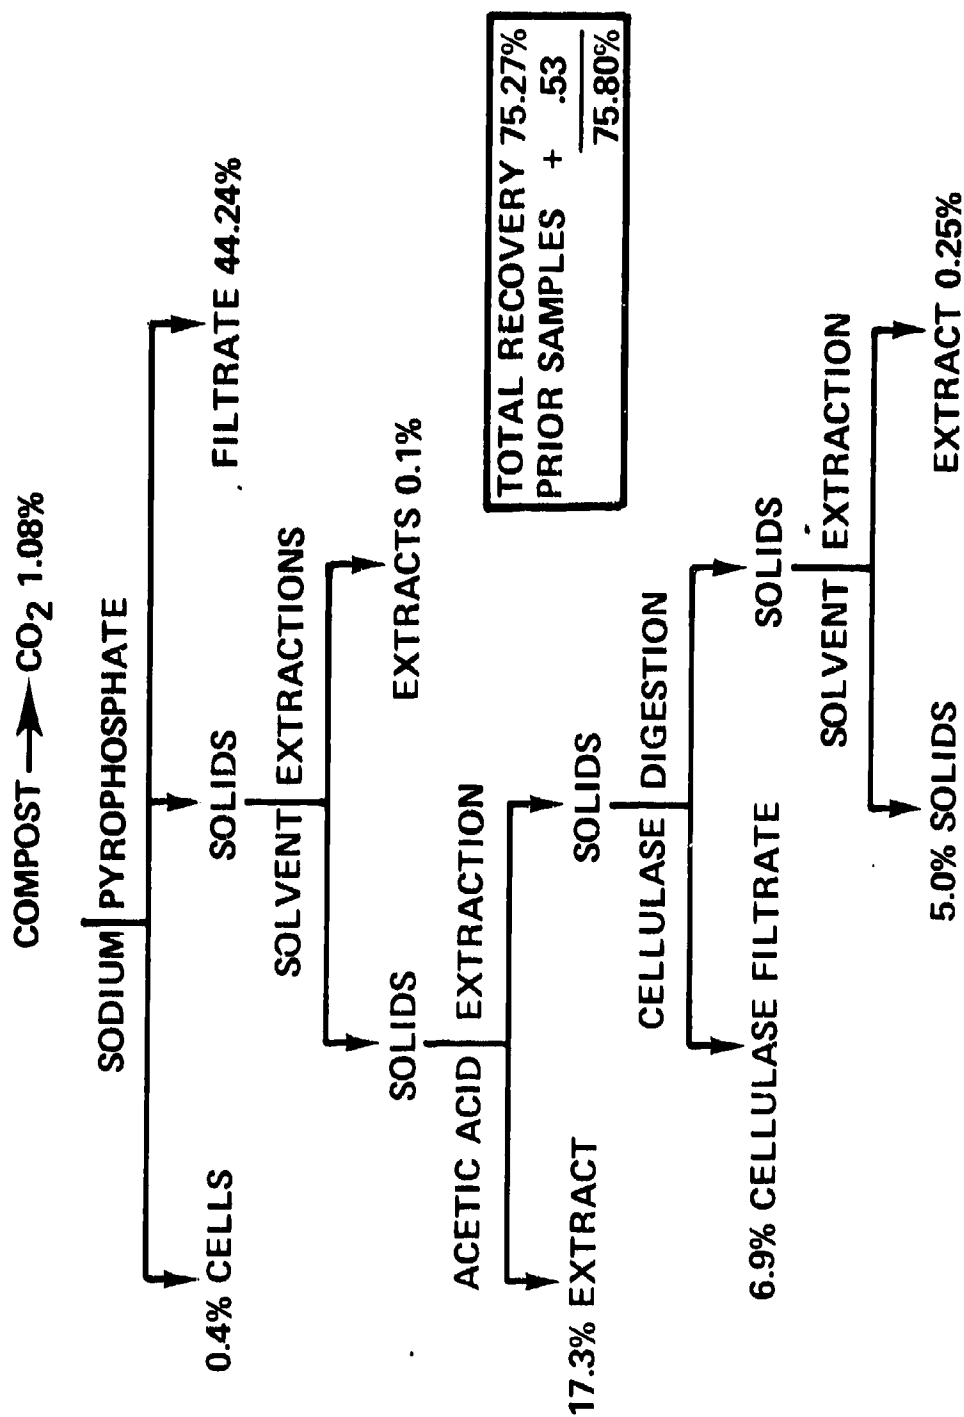 COMPOST → CO2 1.08%
SODIUM PYROPHOSPHATE
0.4% CELLS
SOLIDS
FILTRATE 44.24%
SOLVENT EXTRACTIONS
SOLIDS
EXTRACTS 0.1%
ACETIC ACID EXTRACTION
17.3% EXTRACT
SOLIDS
CELLULASE DIGESTION
6.9% CELLULASE FILTRATE
SOLIDS
SOLVENT EXTRACTION
5.0% SOLIDS
EXTRACT 0.25%
TOTAL RECOVERY 75.27%
PRIOR SAMPLES + .53
75.80%